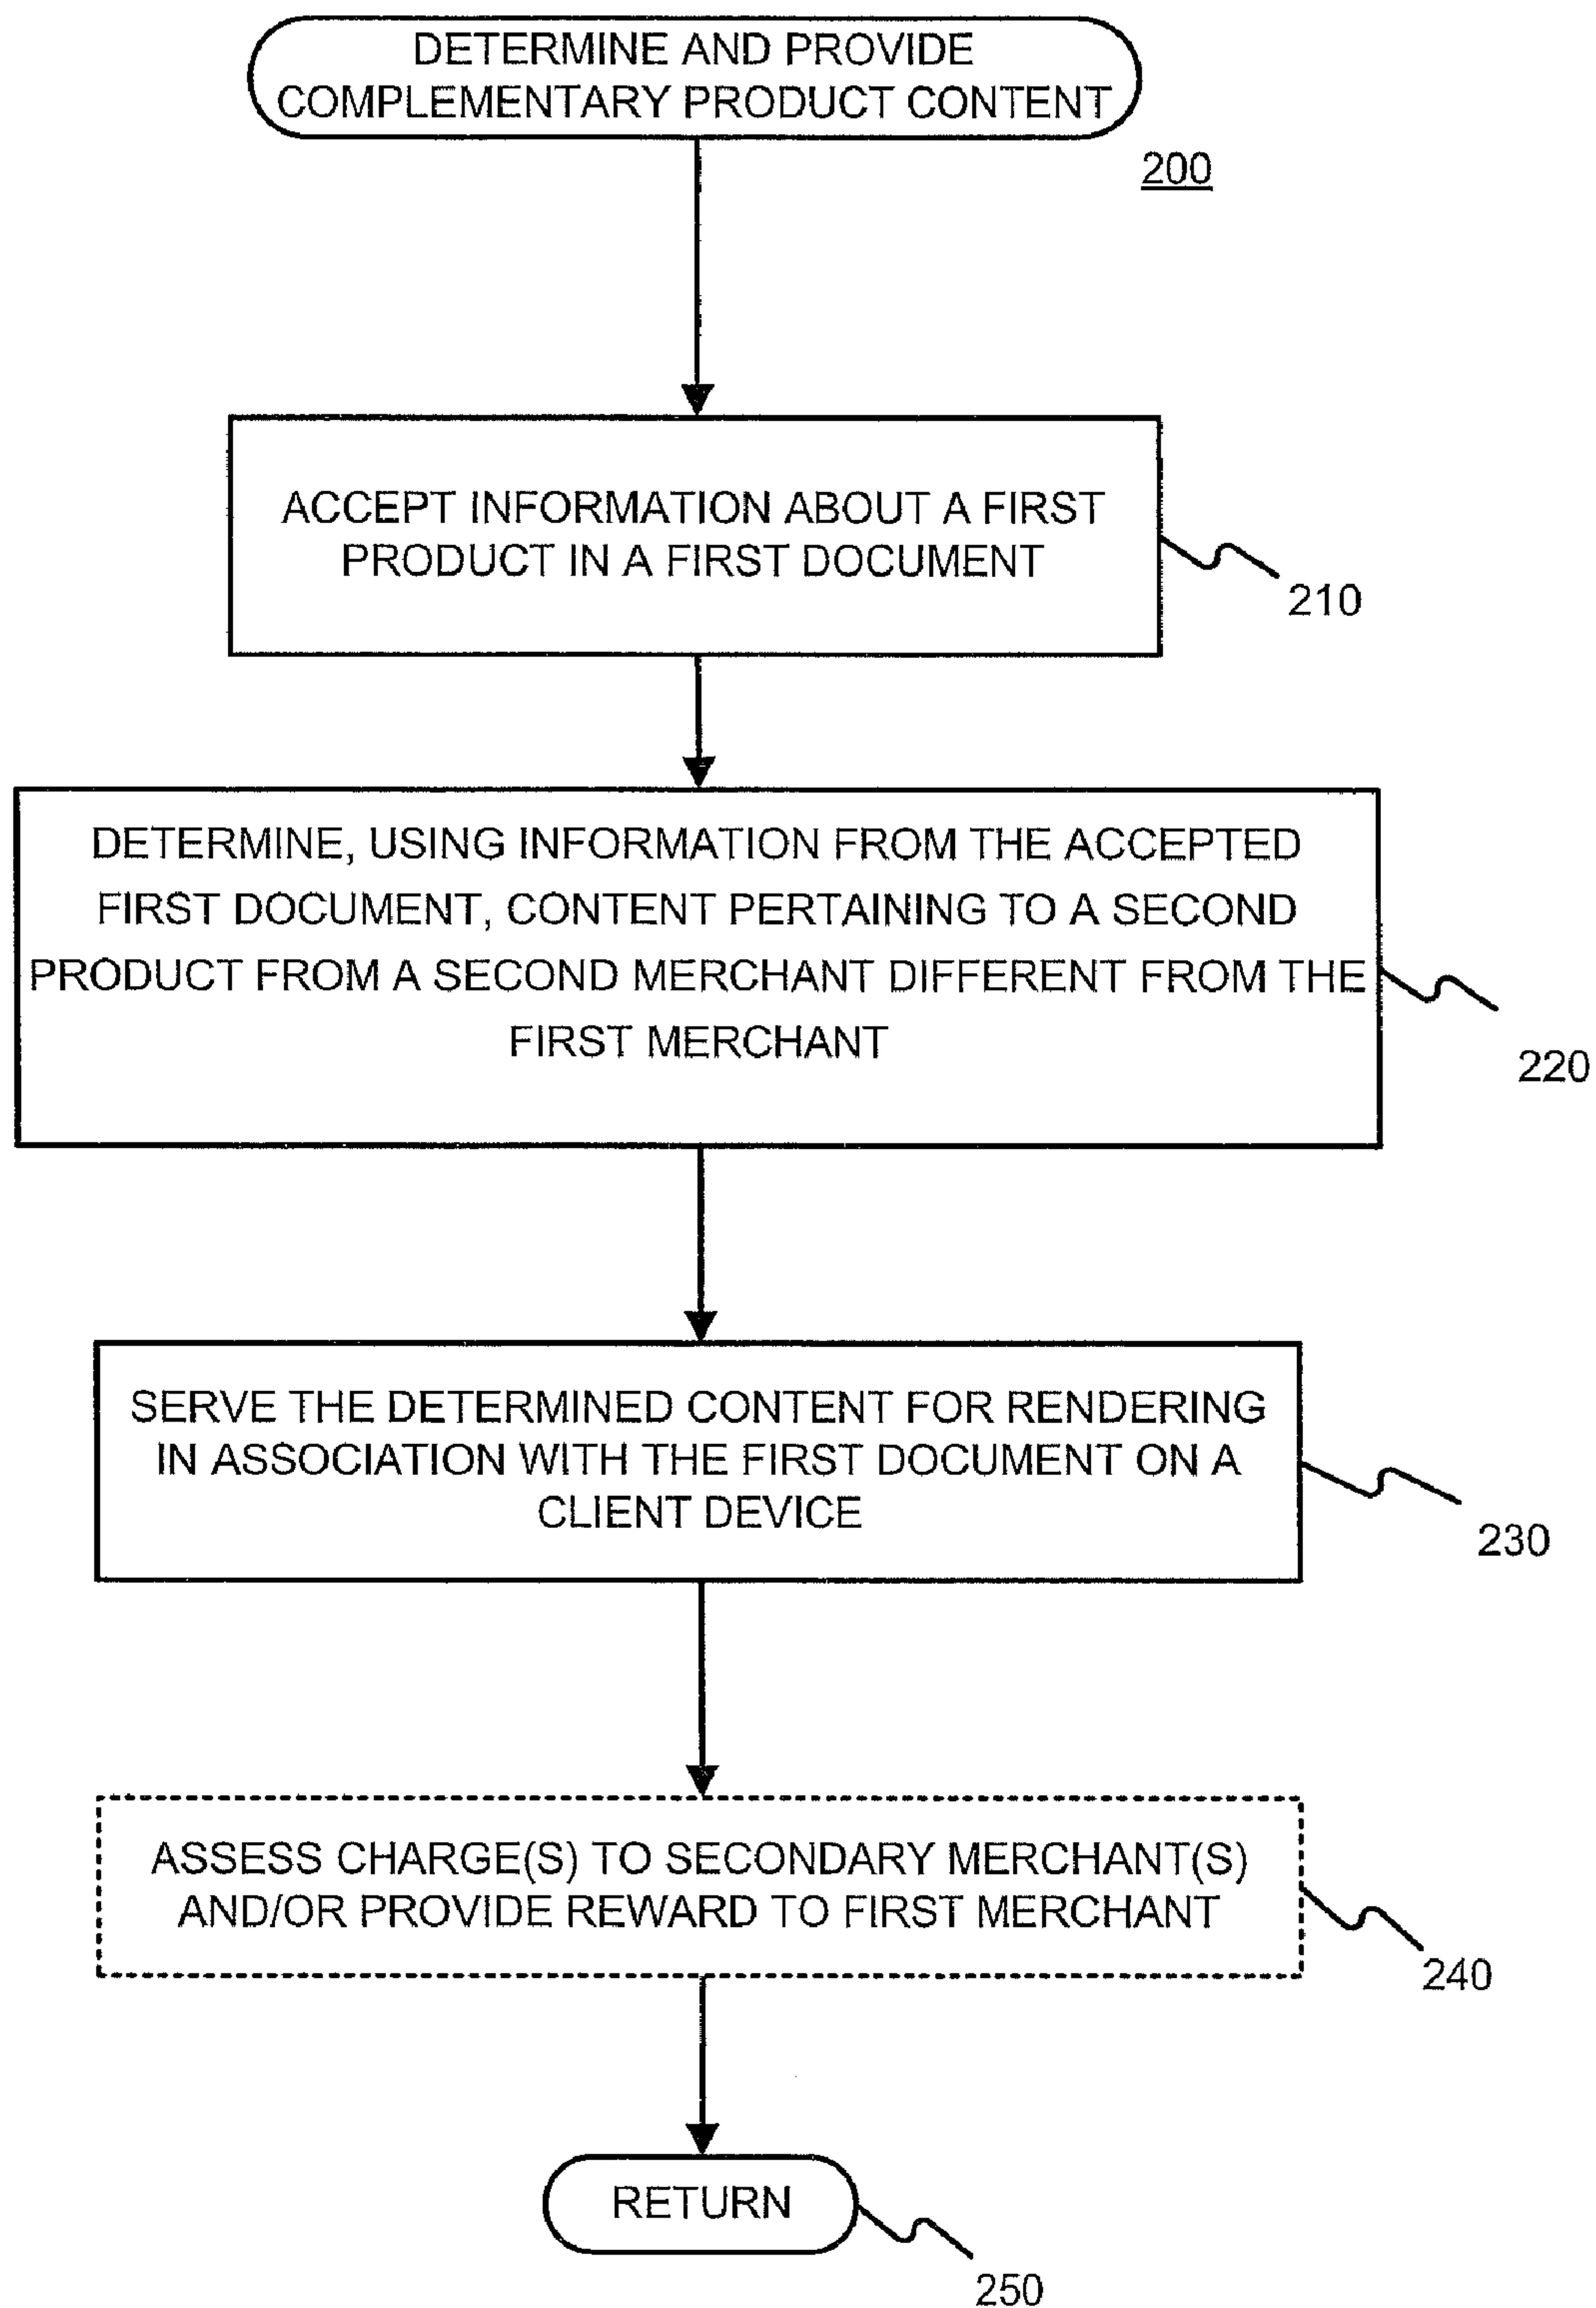 DETERMINE AND PROVIDE
COMPLEMENTARY PRODUCT CONTENT
200
ACCEPT INFORMATION ABOUT A FIRST
PRODUCT IN A FIRST DOCUMENT
210
DETERMINE, USING INFORMATION FROM THE ACCEPTED
FIRST DOCUMENT, CONTENT PERTAINING TO A SECOND
PRODUCT FROM A SECOND MERCHANT DIFFERENT FROM THE
FIRST MERCHANT
220
SERVE THE DETERMINED CONTENT FOR RENDERING
IN ASSOCIATION WITH THE FIRST DOCUMENT ON A
CLIENT DEVICE
230
ASSESS CHARGE(S) TO SECONDARY MERCHANT(S)
AND/OR PROVIDE REWARD TO FIRST MERCHANT
240
RETURN
250